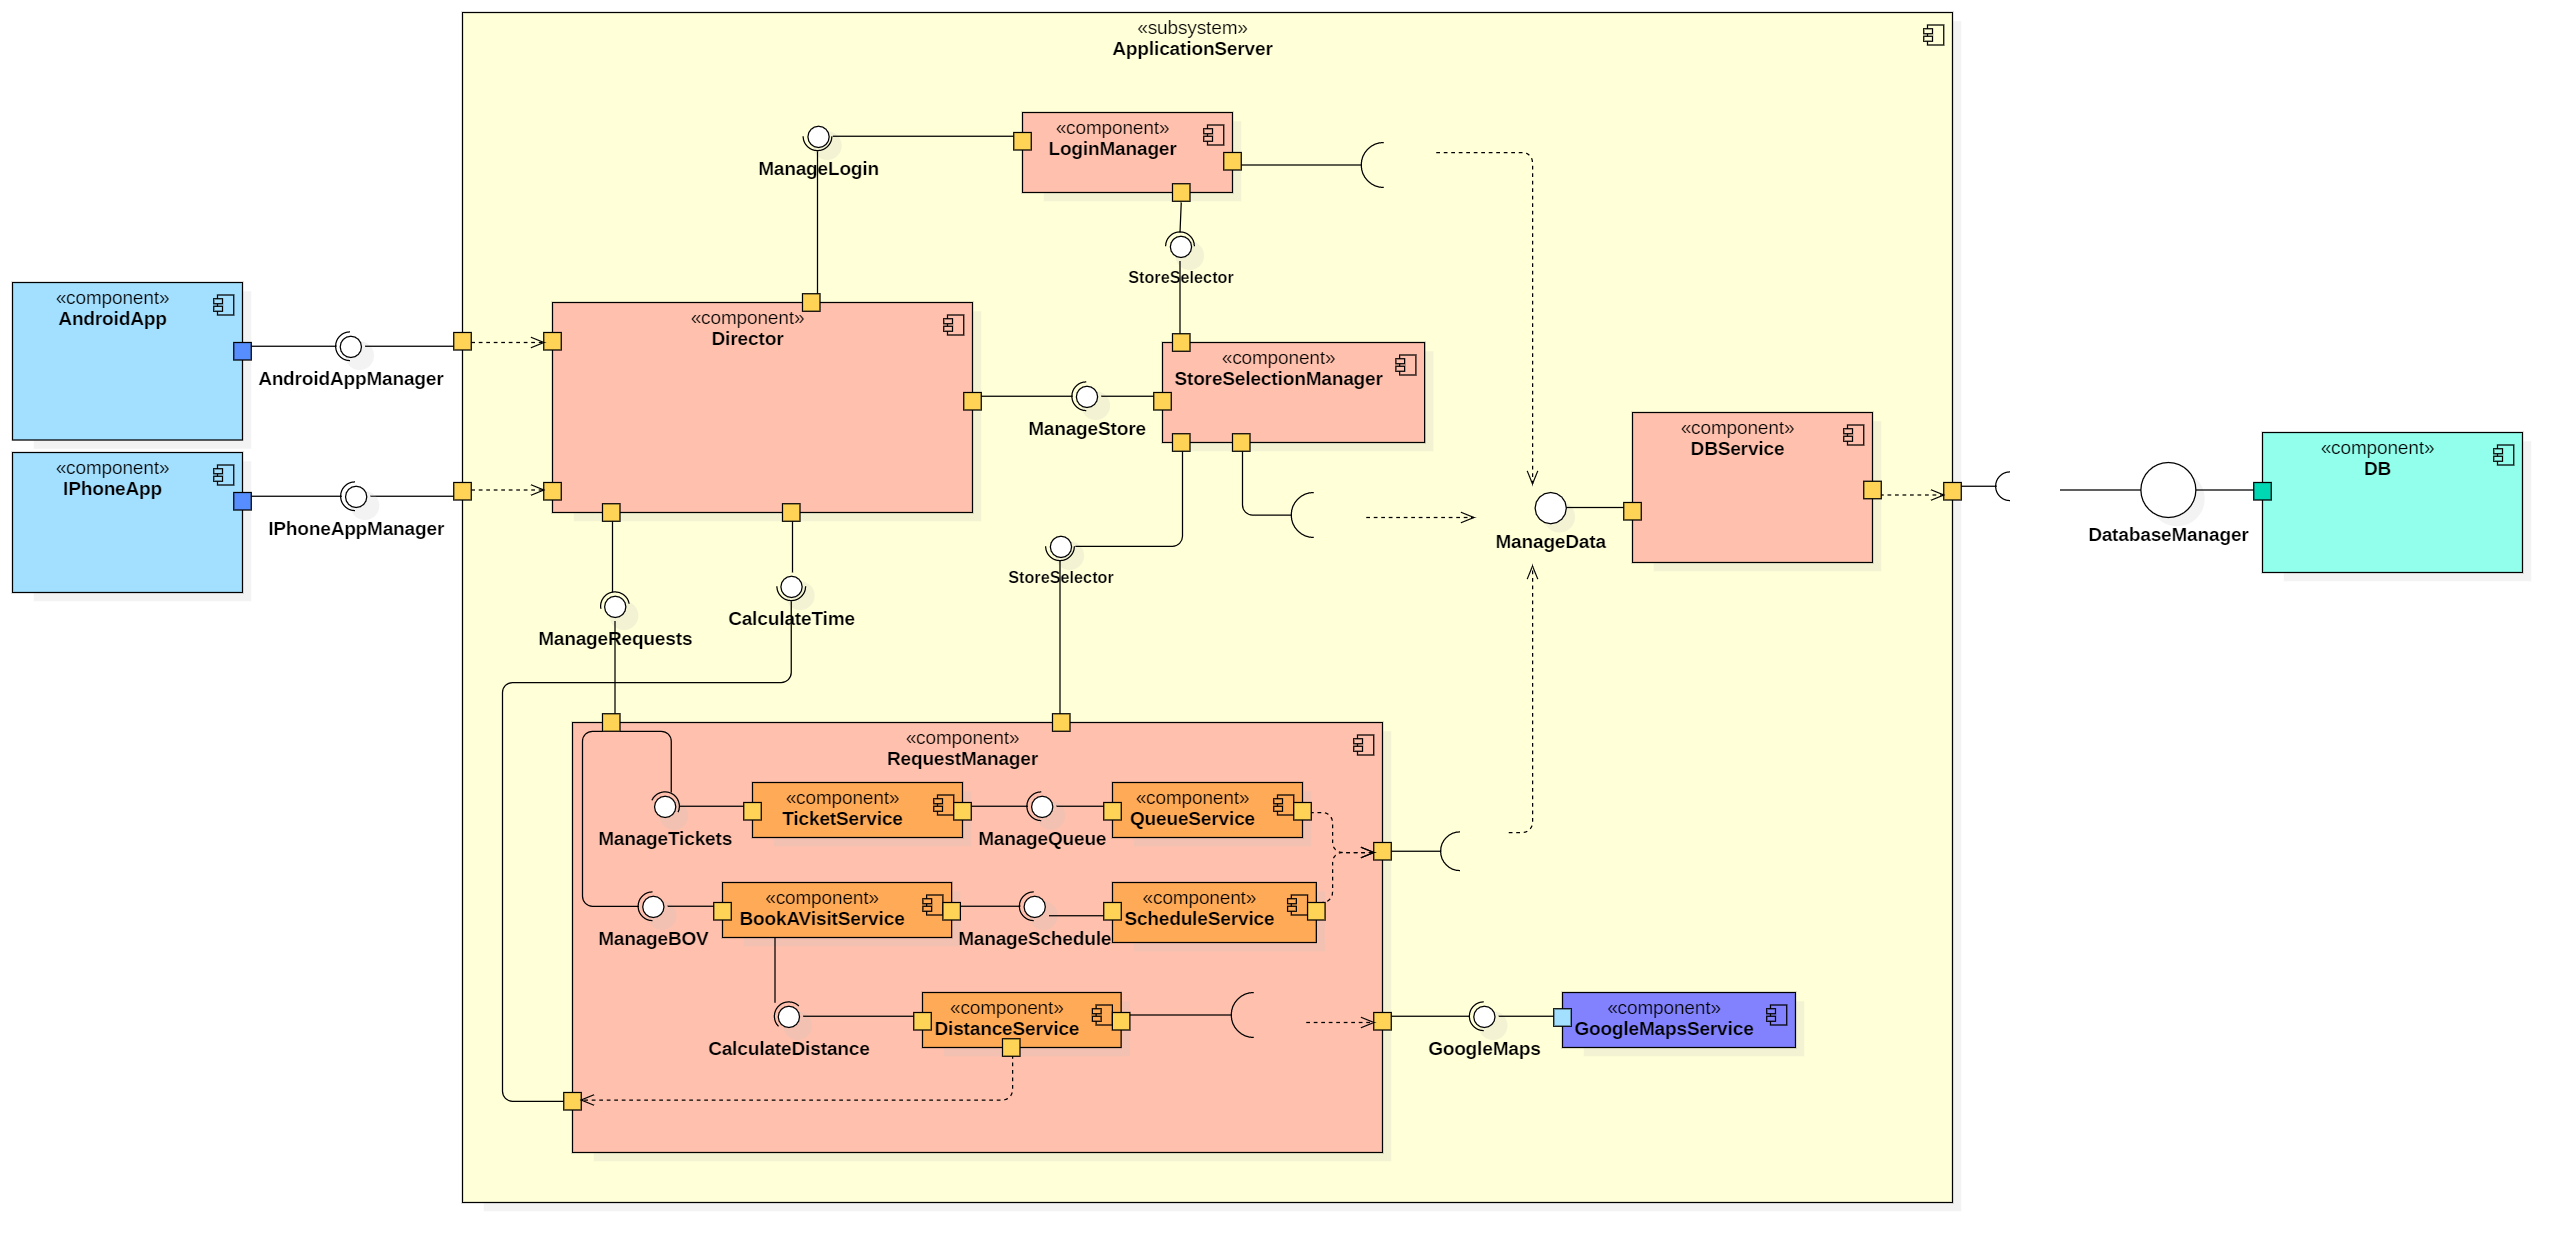 «subsystem»
ApplicationServer
«component»
LoginManager
ManageLogin
StoreSelector
«component»
AndroidApp
AndroidAppManager
«component»
Director
«component»
StoreSelectionManager
ManageStore
«component»
IPhoneApp
IPhoneAppManager
«component»
DBService
ManageData
«component»
DB
DatabaseManager
StoreSelector
CalculateTime
ManageRequests
«component»
RequestManager
«component»
TicketService
«component»
QueueService
ManageTickets
ManageQueue
«component»
BookAVisitService
«component»
ScheduleService
ManageBOV
ManageSchedule
«component»
DistanceService
CalculateDistance
«component»
GoogleMapsService
GoogleMaps